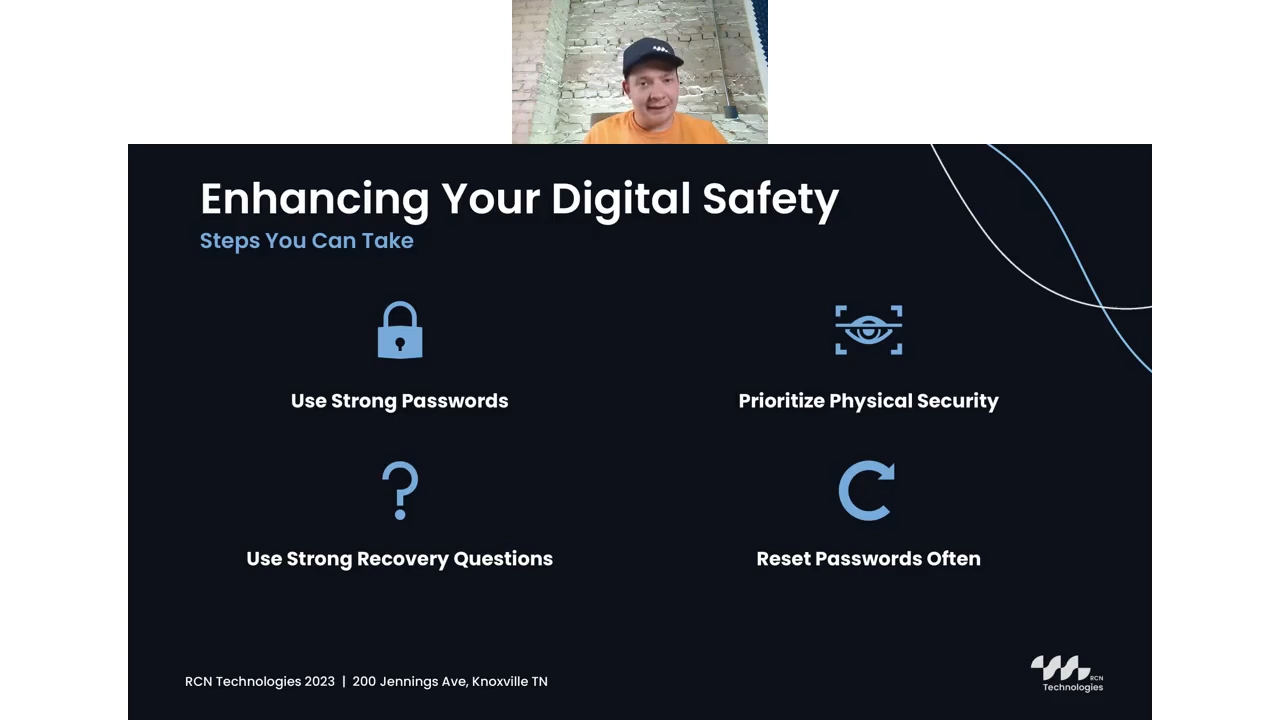 Enhancing Your Digital Safety
Steps You Can Take
Use Strong Passwords
Prioritize Physical Security
Use Strong Recovery Questions
Reset Passwords Often
RCN Technologies 2023 | 200 Jennings Ave, Knoxville TN
RCN
Technologies